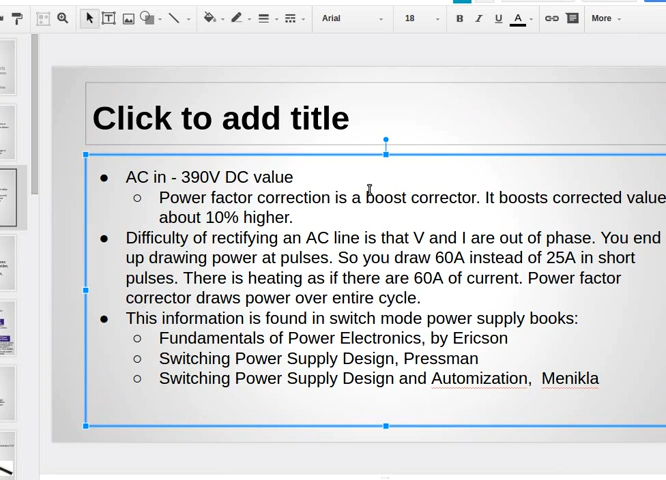 Arial 18 B I U A More
Click to add title
● AC in - 390V DC value
○ Power factor correction is a boost corrector. It boosts corrected value
about 10% higher.
● Difficulty of rectifying an AC line is that V and I are out of phase. You end
up drawing power at pulses. So you draw 60A instead of 25A in short
pulses. There is heating as if there are 60A of current. Power factor
corrector draws power over entire cycle.
● This information is found in switch mode power supply books:
○ Fundamentals of Power Electronics, by Ericson
○ Switching Power Supply Design, Pressman
○ Switching Power Supply Design and Automization, Menikla